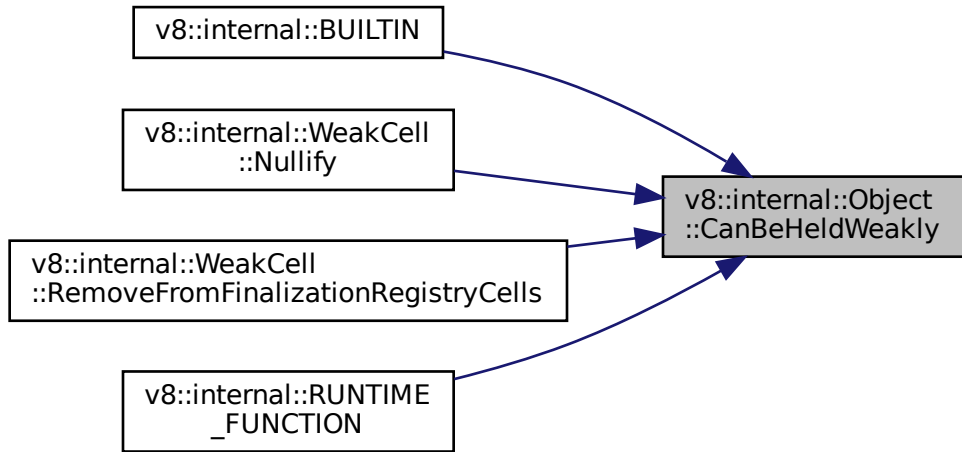 v8::internal::BUILTIN
v8::internal::WeakCell
::Nullify
v8::internal::Object
::CanBeHeldWeakly
v8::internal::WeakCell
::RemoveFromFinalizationRegistryCells
v8::internal::RUNTIME
_FUNCTION